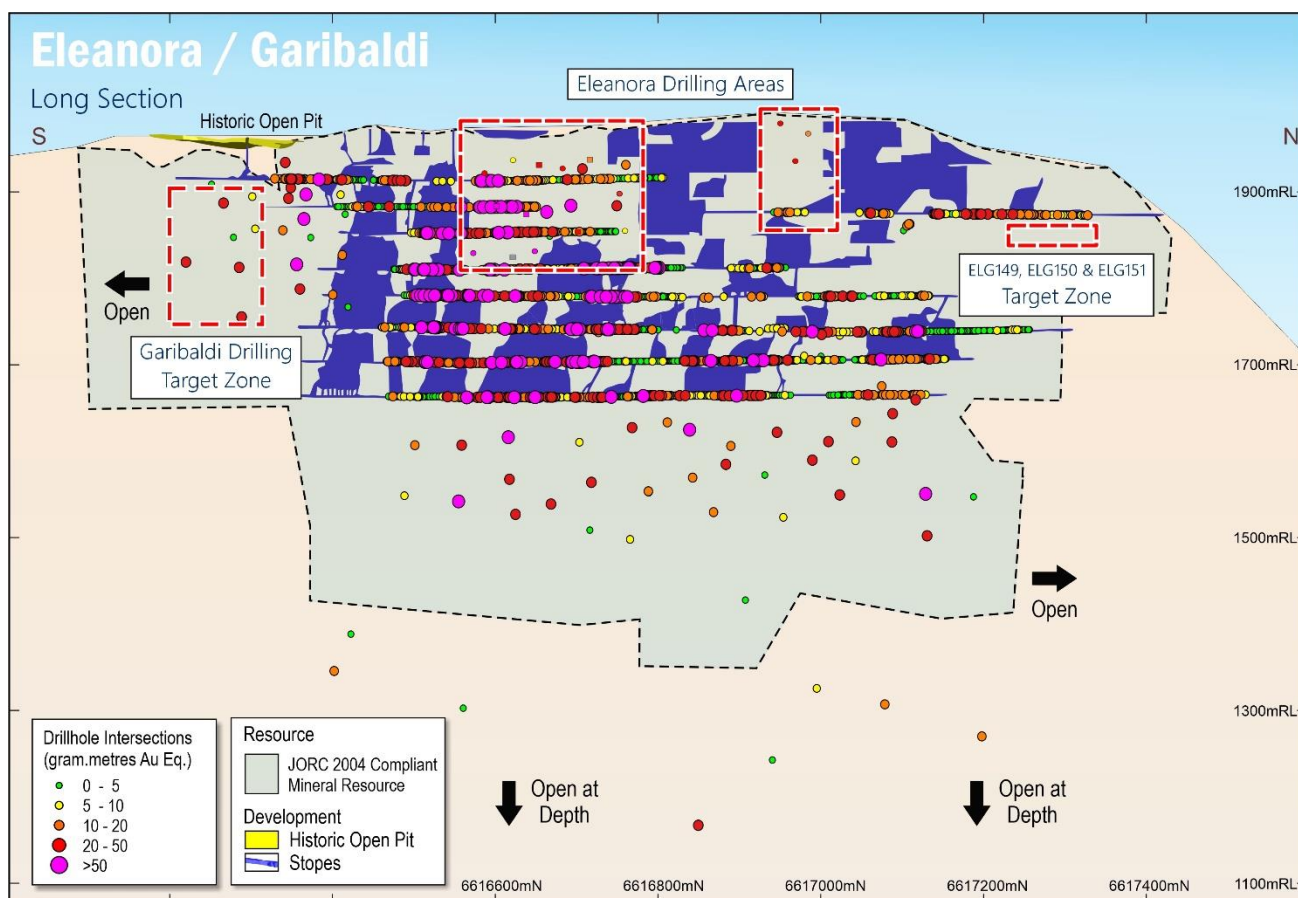 Eleanora / Garibaldi
Long Section
S
N
Historic Open Pit
Eleanora Drilling Areas
1900mRL
ELG149, ELG150 & ELG151
Target Zone
Open
Garibaldi Drilling
Target Zone
1700mRL
1500mRL
Open
1300mRL
Drillhole Intersections
(gram.metres Au Eq.)
0 - 5
5 - 10
10 - 20
20 - 50
>50
Resource
JORC 2004 Compliant
Mineral Resource
Development
Historic Open Pit
Stopes
Open at
Depth
Open at
Depth
6616600mN
6616800mN
6617000mN
6617200mN
6617400mN
1100mRL